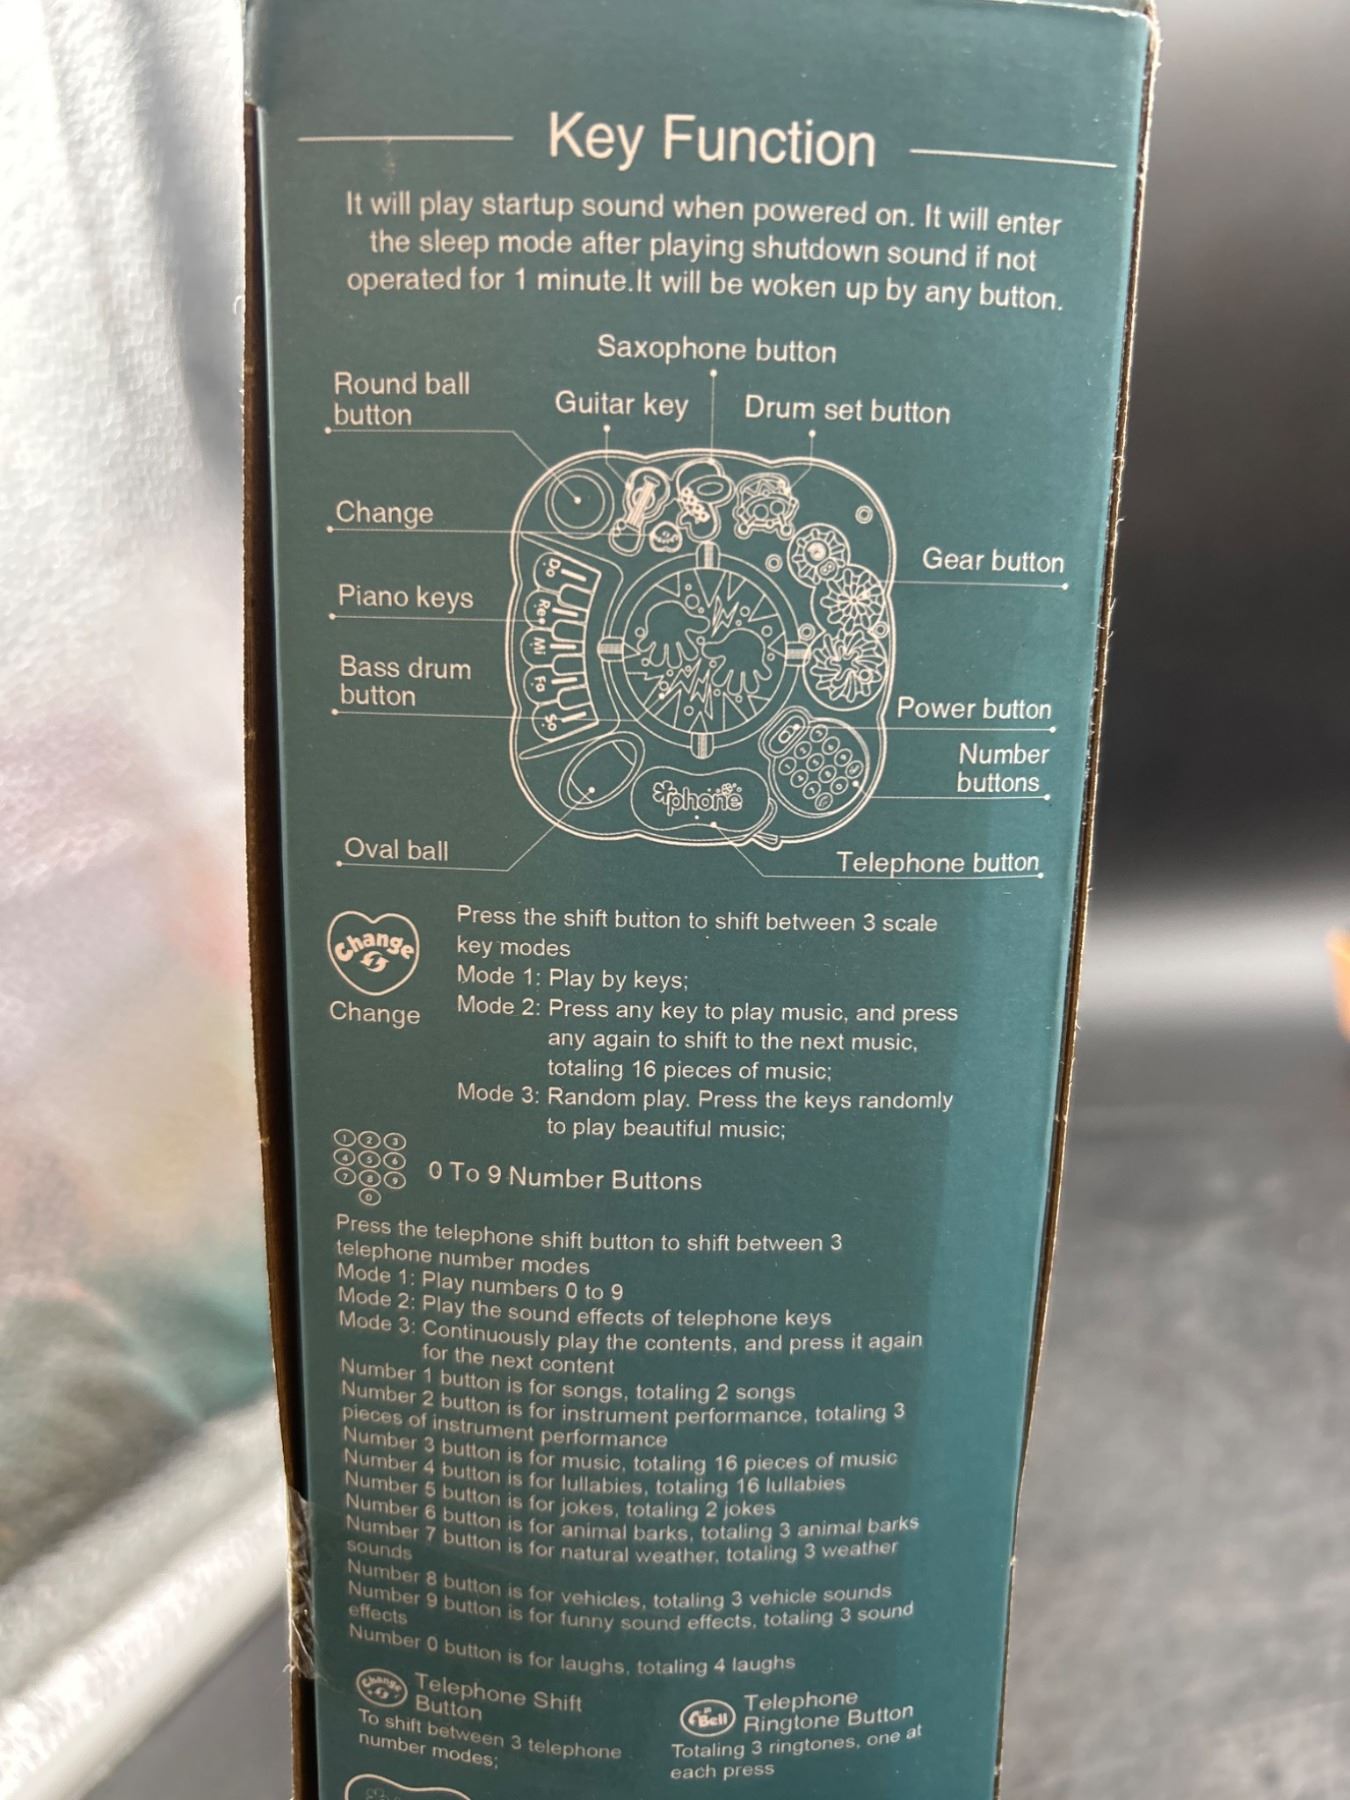 Key Function
It will play startup sound when powered on. It will enter
the sleep mode after playing shutdown sound if not
operated for 1 minute.It will be woken up by any button.
Saxophone button
Round ball
button
Guitar key
Drum set button
Change
Gear button
Piano keys
Bass drum
button
Do
Re
Mi
Fa
So
Power button
Number
buttons
phone
Oval ball
Telephone button
Change
Change
Press the shift button to shift between 3 scale
key modes
Mode 1: Play by keys;
Mode 2: Press any key to play music, and press
any again to shift to the next music,
totaling 16 pieces of music;
Mode 3: Random play. Press the keys randomly
to play beautiful music;
1 2 3
4 5 6
7 8 9
0
0 To 9 Number Buttons
Press the telephone shift button to shift between 3
telephone number modes
Mode 1: Play numbers 0 to 9
Mode 2: Play the sound effects of telephone keys
Mode 3: Continuously play the contents, and press it again
for the next content
Number 1 button is for songs, totaling 2 songs
Number 2 button is for instrument performance, totaling 3
pieces of instrument performance
Number 3 button is for music, totaling 16 pieces of music
Number 4 button is for lullabies, totaling 16 lullabies
Number 5 button is for jokes, totaling 2 jokes
Number 6 button is for animal barks, totaling 3 animal barks
Number 7 button is for natural weather, totaling 3 weather
sounds
Number 8 button is for vehicles, totaling 3 vehicle sounds
Number 9 button is for funny sound effects, totaling 3 sound
effects
Number 0 button is for laughs, totaling 4 laughs
Change
Telephone Shift
Button
To shift between 3 telephone
number modes;
Bell
Telephone
Ringtone Button
Totaling 3 ringtones, one at
each press